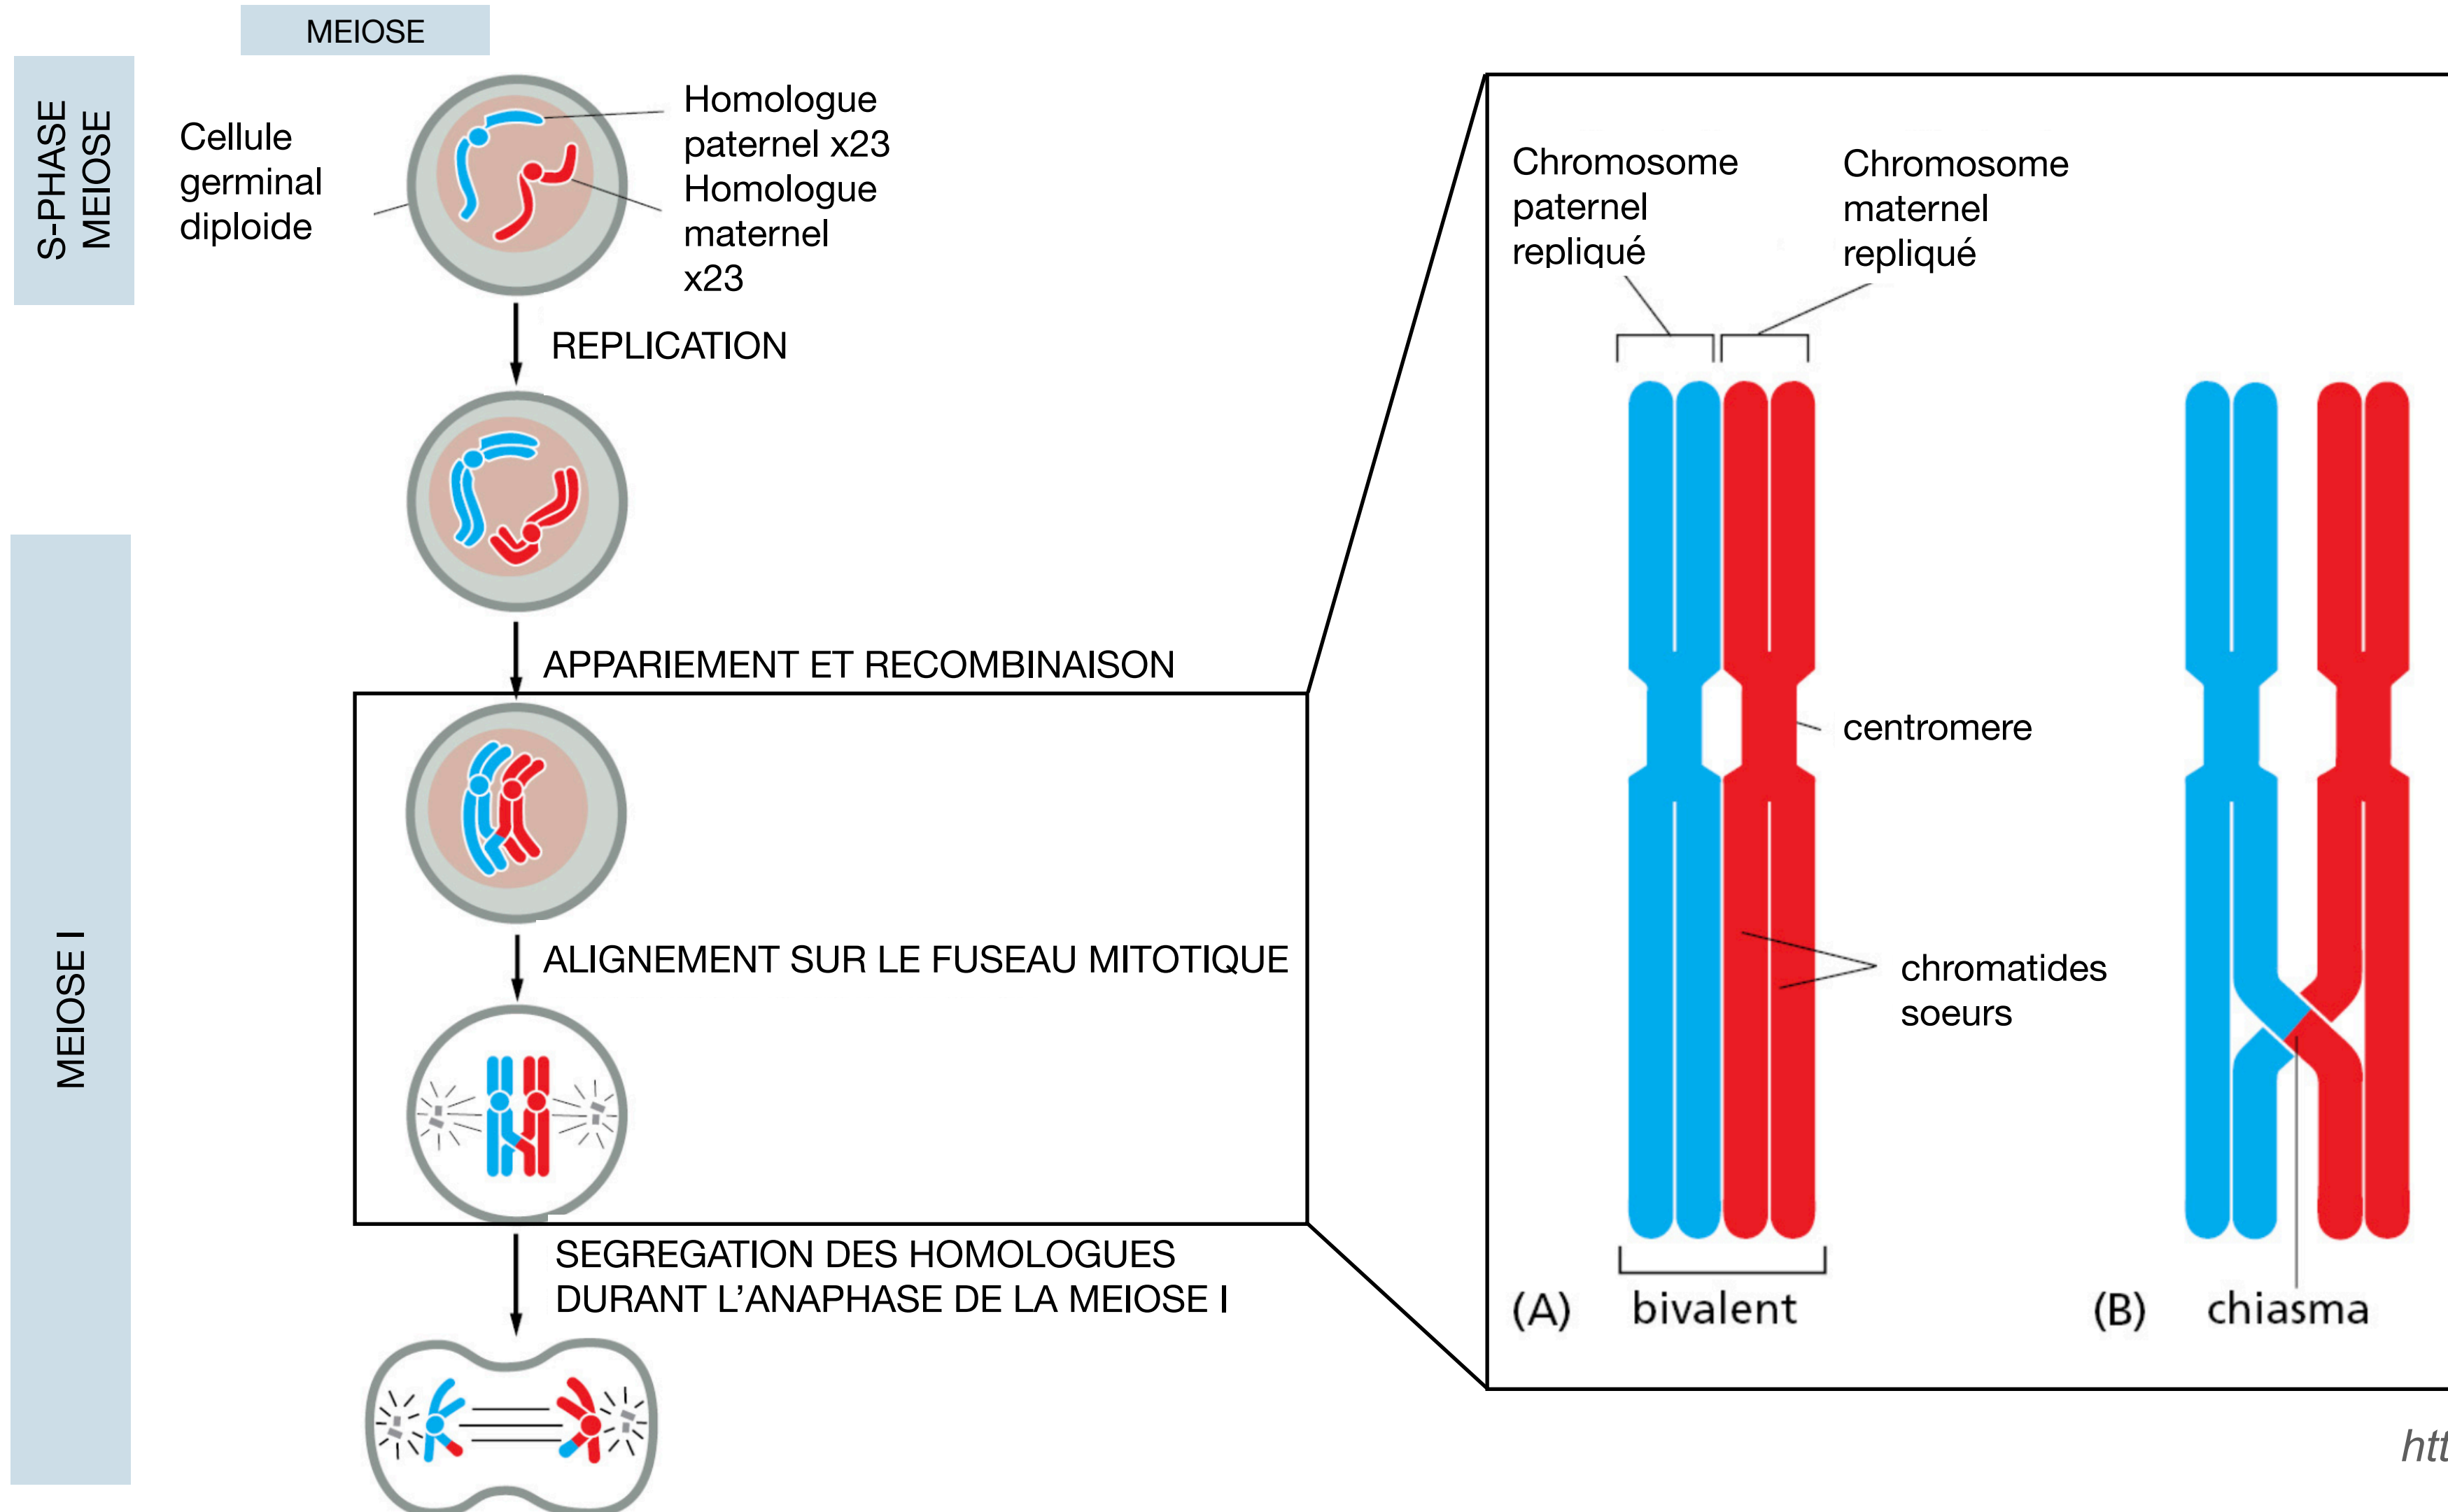 MEIOSE
S-PHASE
MEIOSE
Cellule
germinal
diploide
Homologue
paternel x23
Homologue
maternel
x23
REPLICATION
APPARIEMENT ET RECOMBINAISON
MEIOSE I
ALIGNEMENT SUR LE FUSEAU MITOTIQUE
SEGREGATION DES HOMOLOGUES
DURANT L'ANAPHASE DE LA MEIOSE I
Chromosome
paternel
repliqué
Chromosome
maternel
repliqué
centromere
chromatides
soeurs
(A) bivalent
(B) chiasma